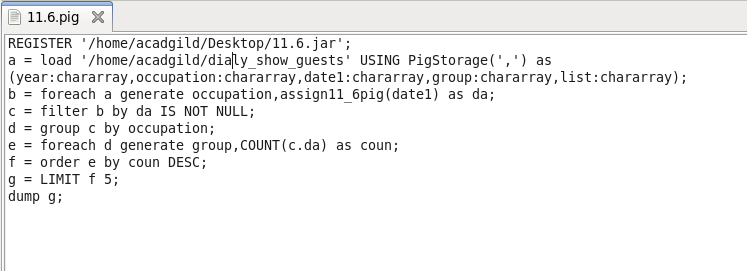 11.6.pig
REGISTER '/home/acadgild/Desktop/11.6.jar';
a = load '/home/acadgild/dialy_show_guests' USING PigStorage(',') as
(year:chararray,occupation:chararray,date1:chararray,group:chararray,list:chararray);
b = foreach a generate occupation,assign11_6pig(date1) as da;
c = filter b by da IS NOT NULL;
d = group c by occupation;
e = foreach d generate group,COUNT(c.da) as coun;
f = order e by coun DESC;
g = LIMIT f 5;
dump g;